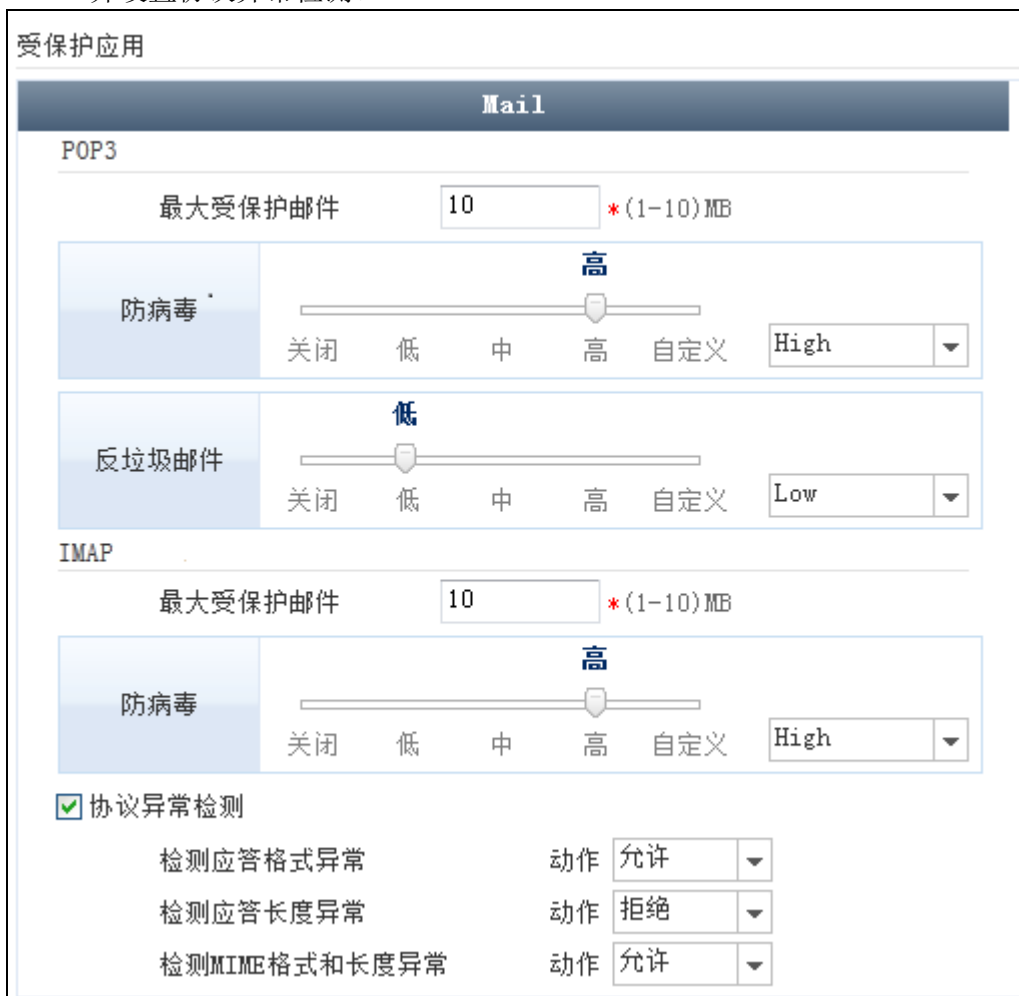 受保护应用
Mail
POP3
最大受保护邮件 10 *(1-10)MB
高
防病毒
关闭 低 中 高 自定义 High
低
反垃圾邮件
关闭 低 中 高 自定义 Low
IMAP
最大受保护邮件 10 *(1-10)MB
高
防病毒
关闭 低 中 高 自定义 High
协议异常检测
检测应答格式异常 动作 允许
检测应答长度异常 动作 拒绝
检测MIME格式和长度异常 动作 允许